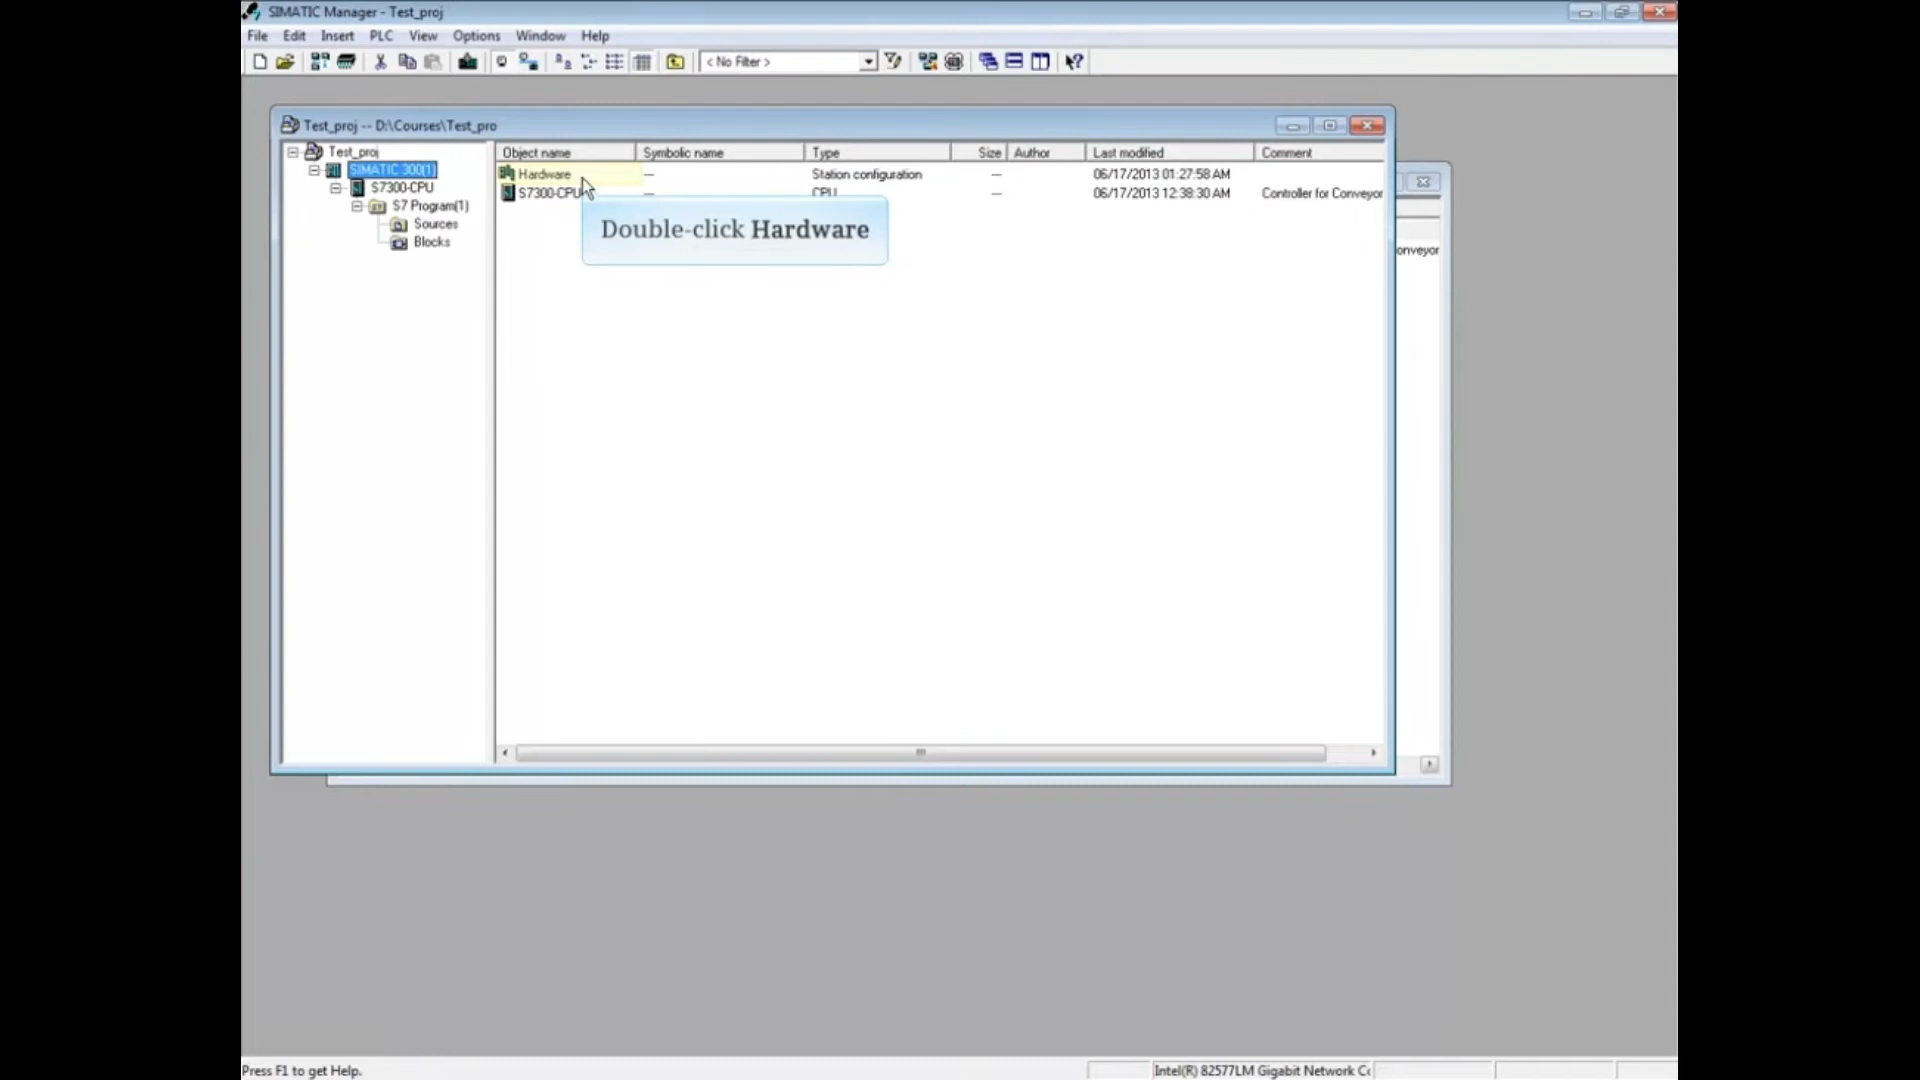 SIMATIC Manager - Test_proj
File Edit Insert PLC View Options Window Help
< No Filter >
Test_proj -- D:\Courses\Test_pro
Test_proj
SIMATIC 300(1)
S7300-CPU
S7 Program(1)
Sources
Blocks
Object name Symbolic name Type Size Author Last modified Comment
Hardware --- Station configuration --- 06/17/2013 01:27:58 AM
S7300-CPU --- CPU --- 06/17/2013 12:38:30 AM Controller for Conveyor
Double-click Hardware
onveyor
Press F1 to get Help.
Intel(R) 82577LM Gigabit Network Cc